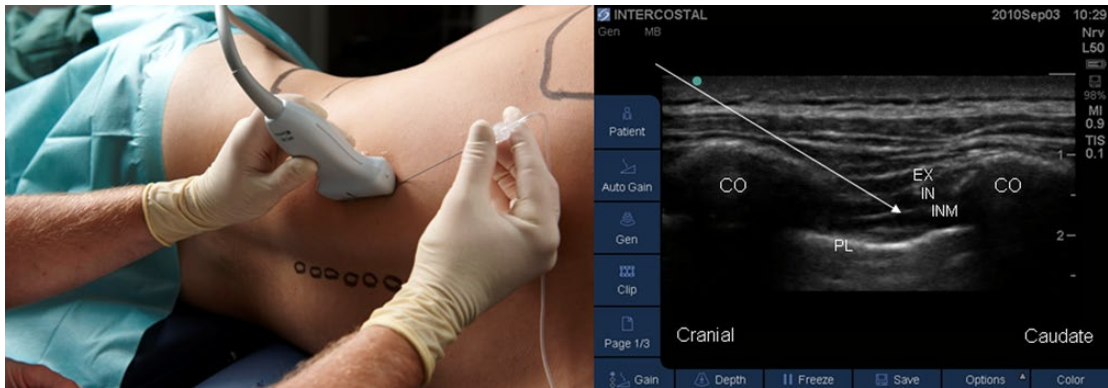 INTERCOSTAL
2010Sep03 10:29
Gen MB
Nrv
L50
98%
MI
0.9
TIS
0.1
Patient
Auto Gain
Gen
Clip
Page 1/3
CO
EX
IN
INM
CO
PL
1
2
Cranial
Caudate
Gain
Depth
Freeze
Save
Options
Color